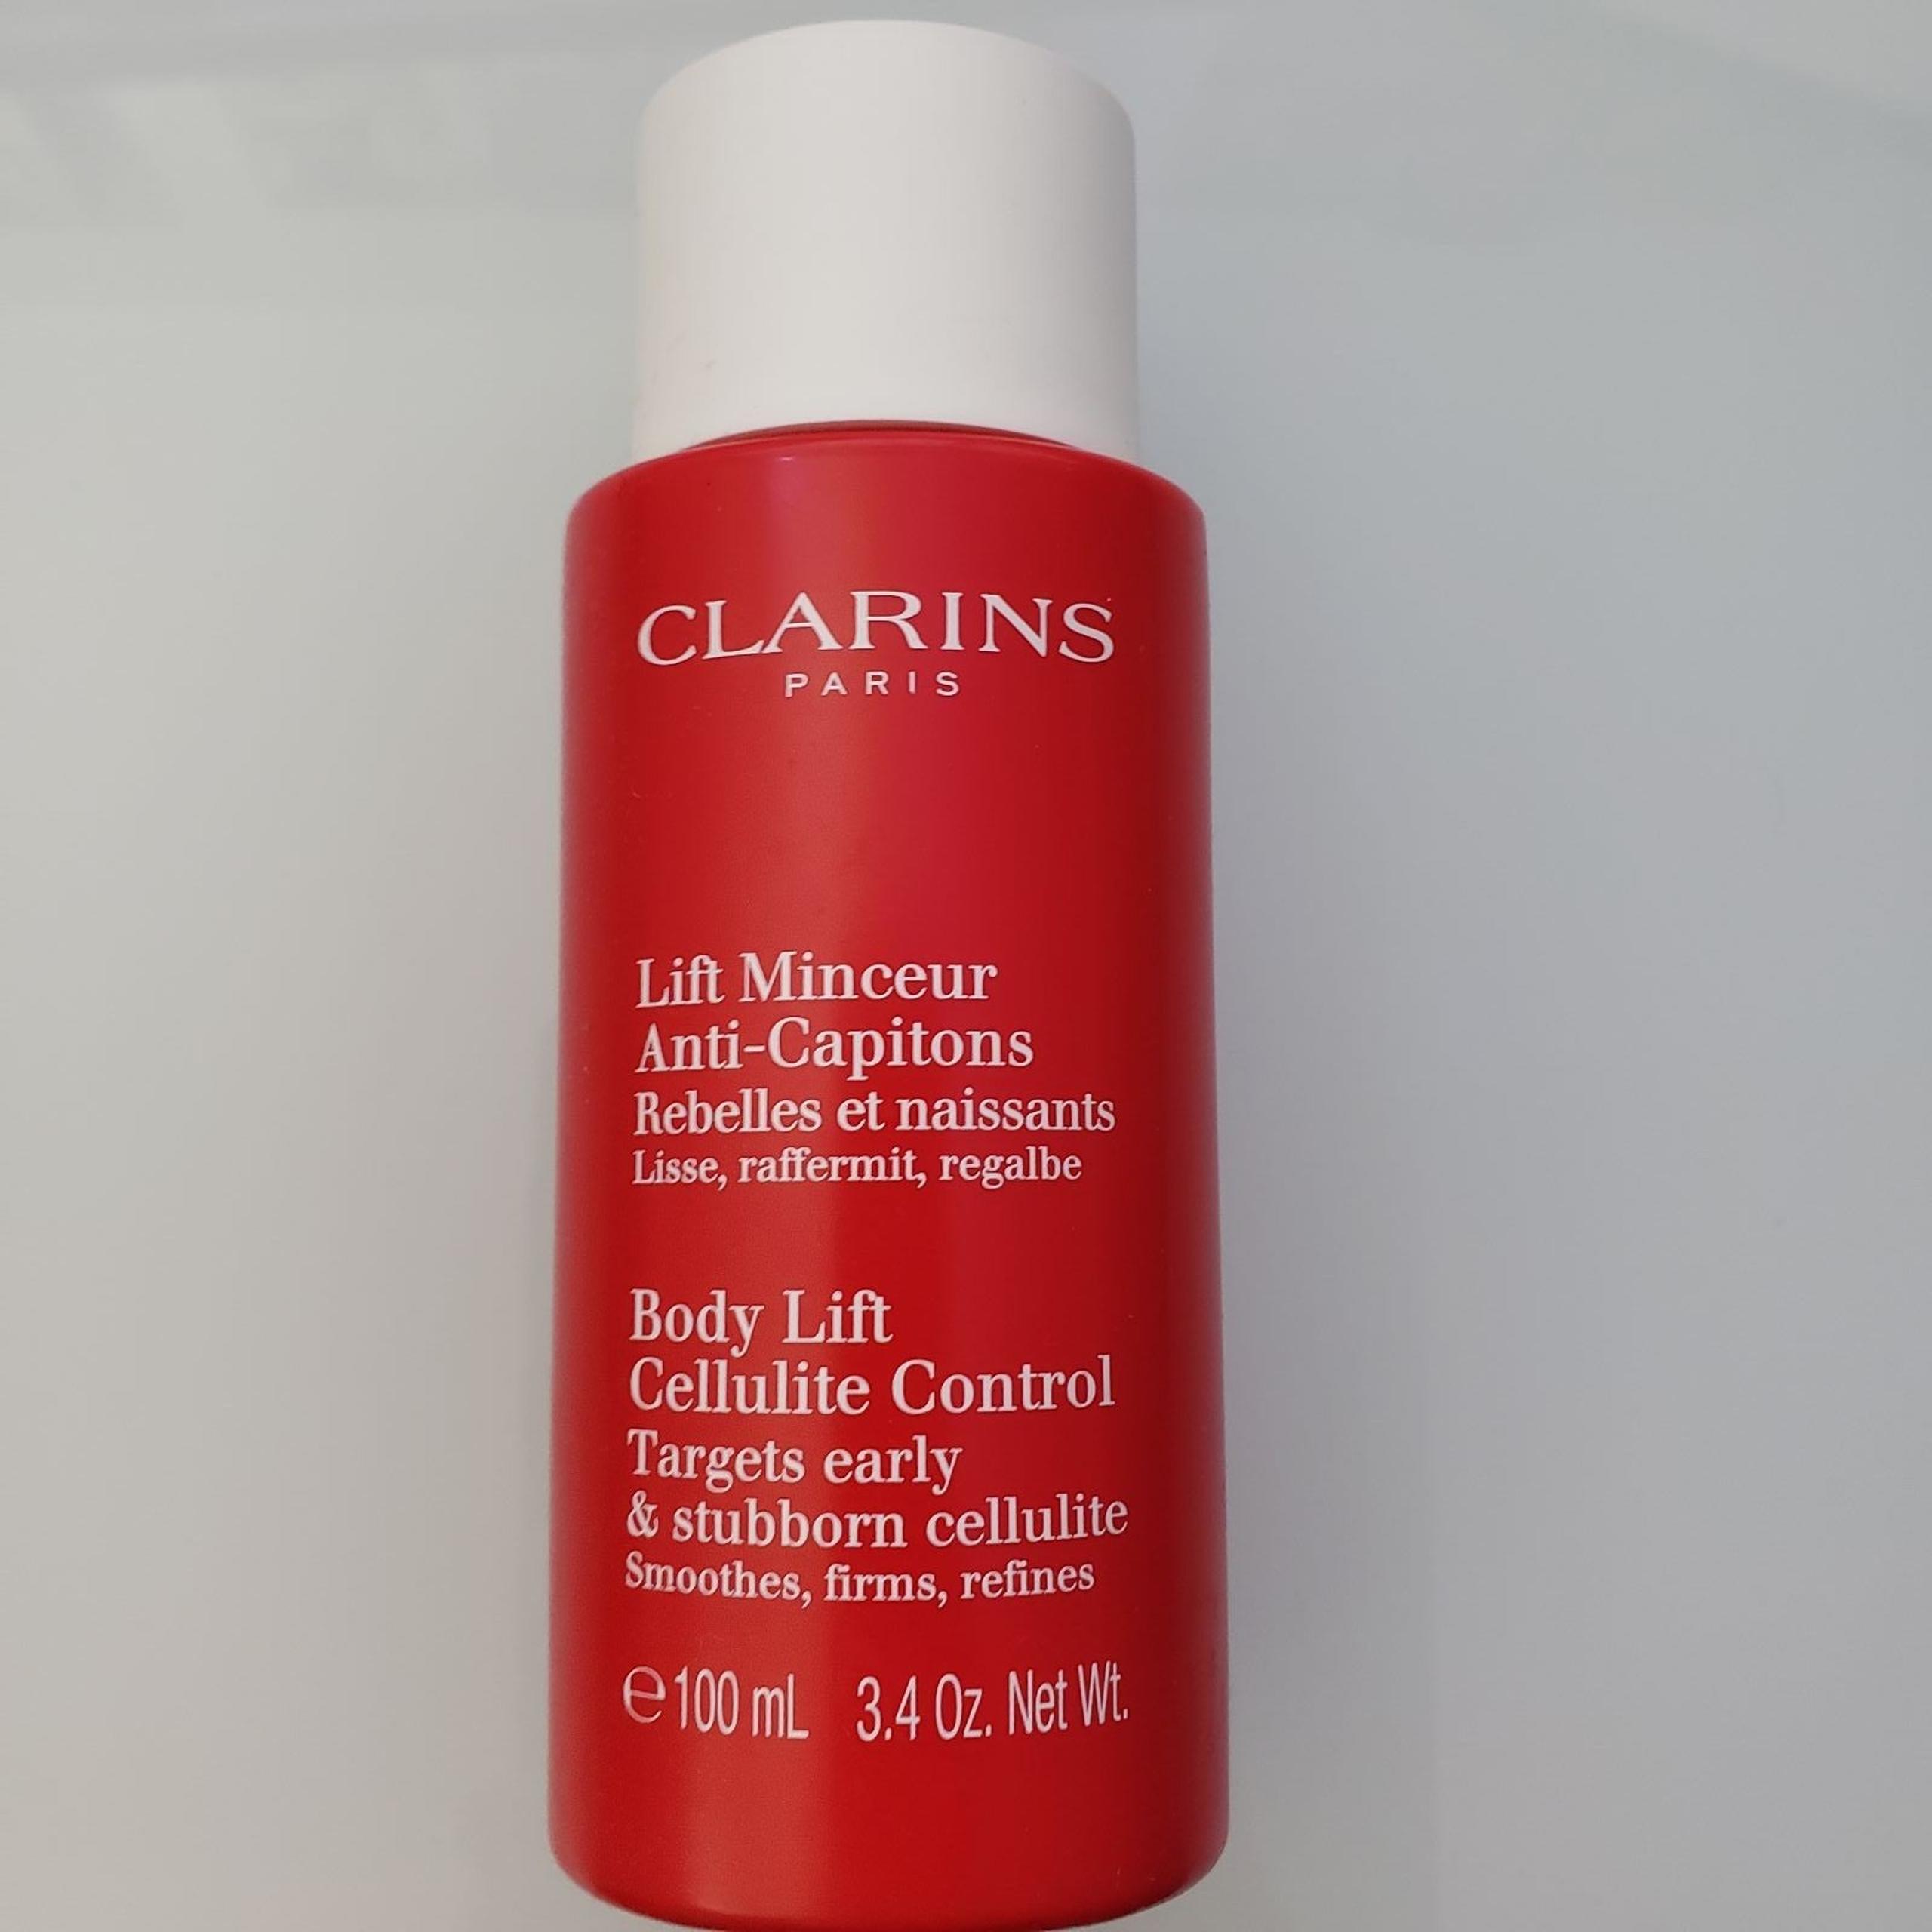 CLARINS
PARIS
Lift Minceur
Anti-Capitons
Rebelles et naissants
Lisse, raffermit, regalbe
Body Lift
Cellulite Control
Targets early
& stubborn cellulite
Smoothes, firms, refines
℮ 100 mL 3.4 Oz. Net Wt.